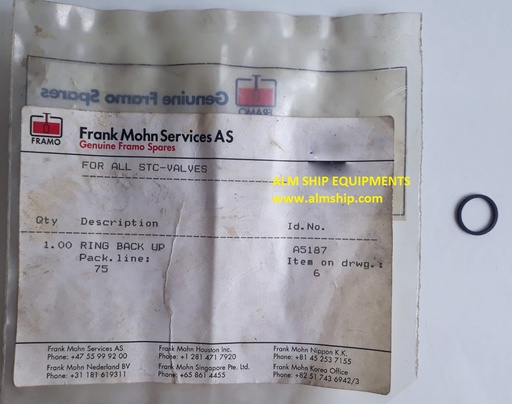 Genuine Framo Spares
FRAMO
FRAMO
Frank Mohn Services AS
Genuine Framo Spares
FOR ALL STC-VALVES
ALM SHIP EQUIPMENTS
www.almship.com
Qty Description Id.No.
1.00 RING BACK UP A5187
Pack.line: Item on drwg.:
75 6
Frank Mohn Services AS
Phone: +47 55 99 92 00
Frank Mohn Houston Inc.
Phone: +1 281 471 7920
Frank Mohn Nippon K.K.
Phone: +81 45 253 7155
Frank Mohn Nederland BV
Phone: +31 181 619311
Frank Mohn Singapore Pte. Ltd.
Phone: +65 861 4455
Frank Mohn Korea Office
Phone: +82 51 743 6942/3